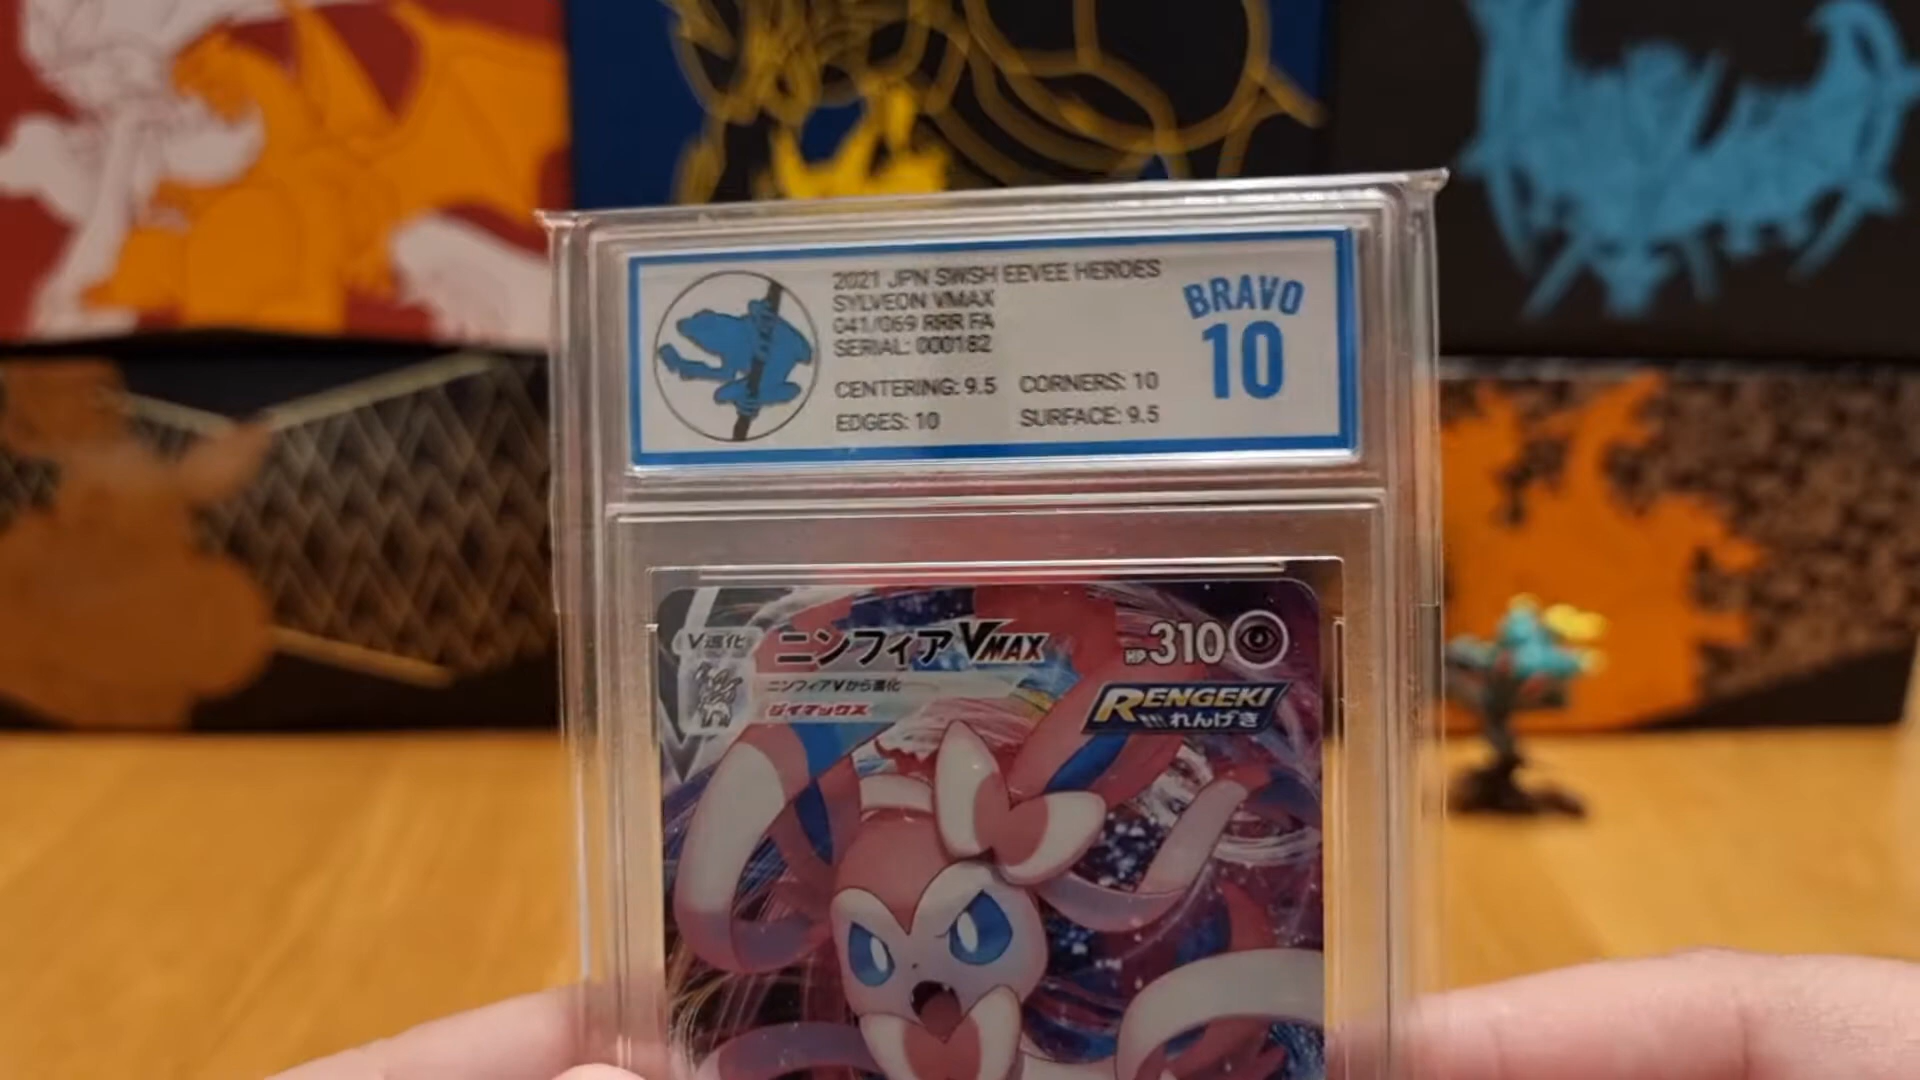 2021 JPN SWSH EEVEE HEROES
SYLVEON VMAX
041/069 RRR FA
SERIAL: 000182
CENTERING: 9.5 CORNERS: 10
EDGES: 10 SURFACE: 9.5
BRAVO
10
V進化
ニンフィアVMAX
HP310
ニンフィアVから進化
ダイマックス
RENGEKI
れんげき